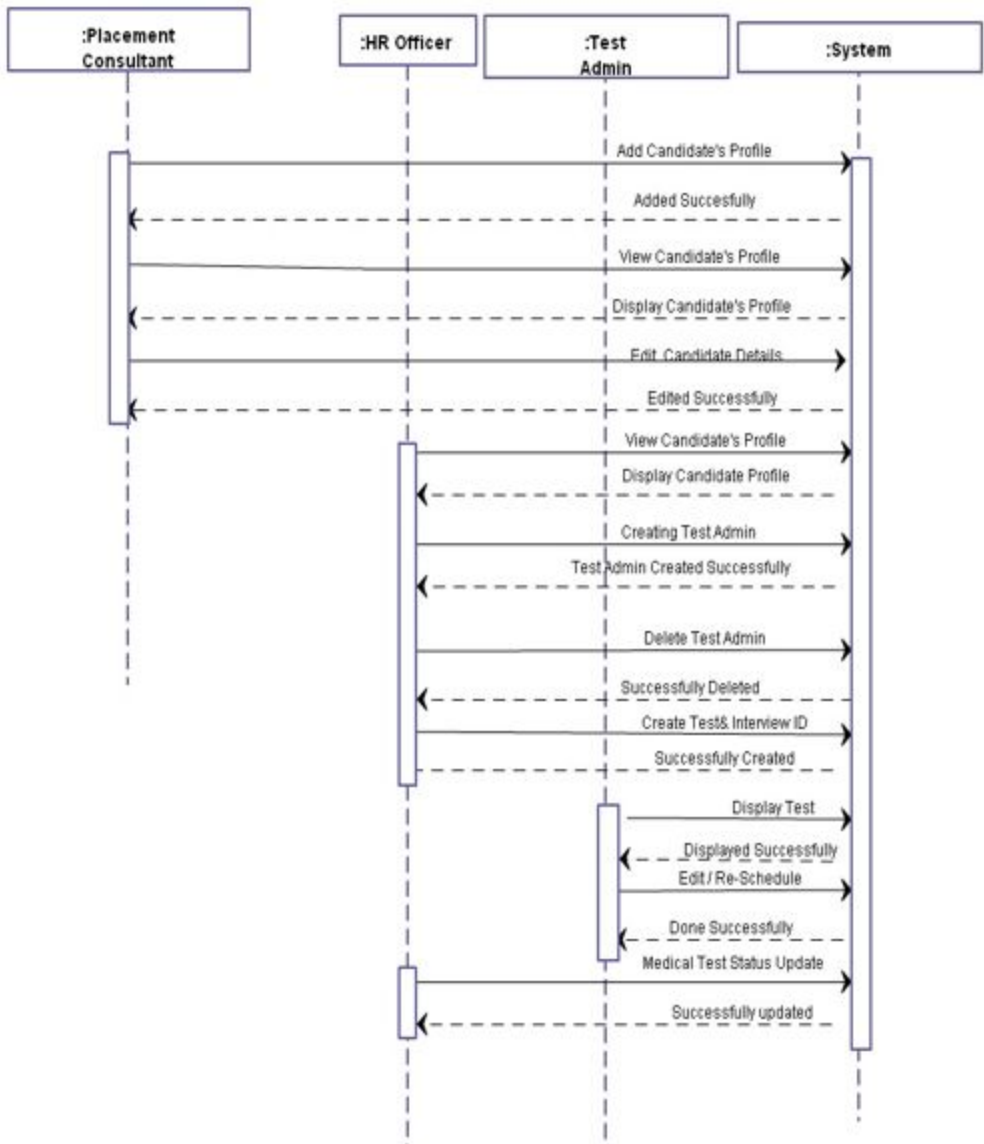 :Placement
Consultant
:HR Officer
:Test
Admin
:System
Add Candidate's Profile
Added Succesfully
View Candidate's Profile
Display Candidate's Profile
Edit Candidate Details
Edited Successfully
View Candidate's Profile
Display Candidate Profile
Creating Test Admin
Test Admin Created Successfully
Delete Test Admin
Successfully Deleted
Create Test& Interview ID
Successfully Created
Display Test
Displayed Successfully
Edit / Re-Schedule
Done Successfully
Medical Test Status Update
Successfully updated